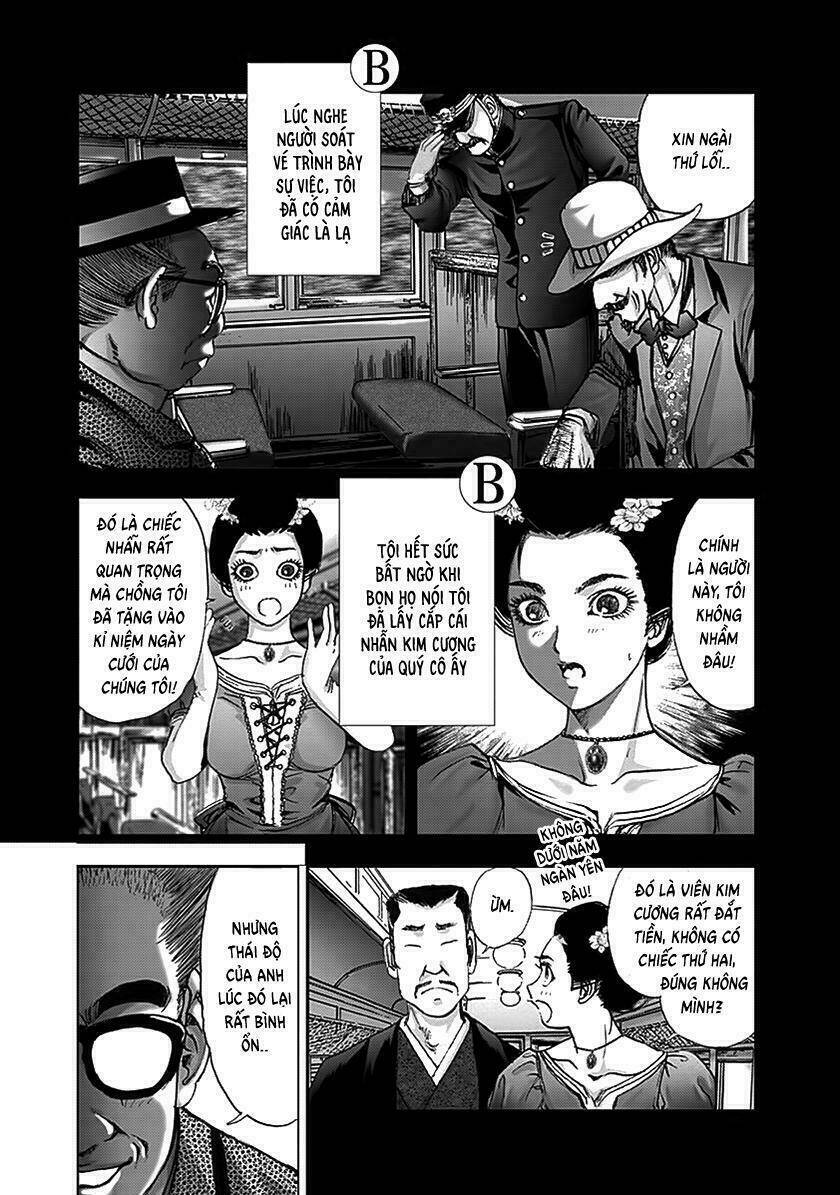 XIN NGÀI
THỨ LỖI..
B
LÚC NGHE
NGƯỜI SOÁT
VÉ TRÌNH BÀY
SỰ VIỆC, TÔI
ĐÃ CÓ CẢM
GIÁC LÀ LẠ
CHÍNH
LÀ NGƯỜI
NÀY, TÔI
KHÔNG
NHẦM
ĐÂU!
B
TÔI HẾT SỨC
BẤT NGỜ KHI
BỌN HỌ NÓI TÔI
ĐÃ LẤY CẮP CÁI
NHẪN KIM CƯƠNG
CỦA QUÝ CÔ ẤY
ĐÓ LÀ CHIẾC
NHẪN RẤT
QUAN TRỌNG
MÀ CHỒNG TÔI
ĐÃ TẶNG VÀO
KỈ NIỆM NGÀY
CƯỚI CỦA
CHÚNG TÔI!
ĐÓ LÀ VIÊN KIM
CƯƠNG RẤT ĐẮT
TIỀN, KHÔNG CÓ
CHIẾC THỨ HAI,
ĐÚNG KHÔNG
MÌNH?
KHÔNG
DƯỚI NĂM
NGÀN YÊN
ĐÂU!
ỪM.
NHƯNG
THÁI ĐỘ
CỦA ANH
LÚC ĐÓ LẠI
RẤT BÌNH
ỔN..